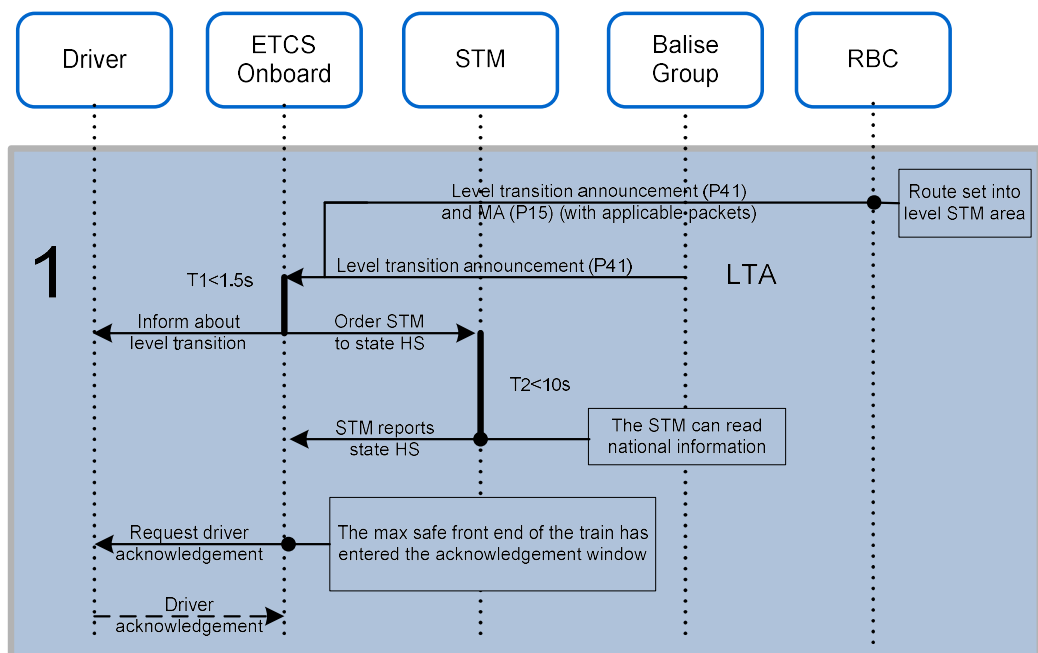 Driver
ETCS
Onboard
STM
Balise
Group
RBC
1
Level transition announcement (P41)
and MA (P15) (with applicable packets)
Route set into
level STM area
Level transition announcement (P41)
LTA
T1<1.5s
Inform about
level transition
Order STM
to state HS
T2<10s
STM reports
state HS
The STM can read
national information
Request driver
acknowledgement
The max safe front end of the train has
entered the acknowledgement window
Driver
acknowledgement